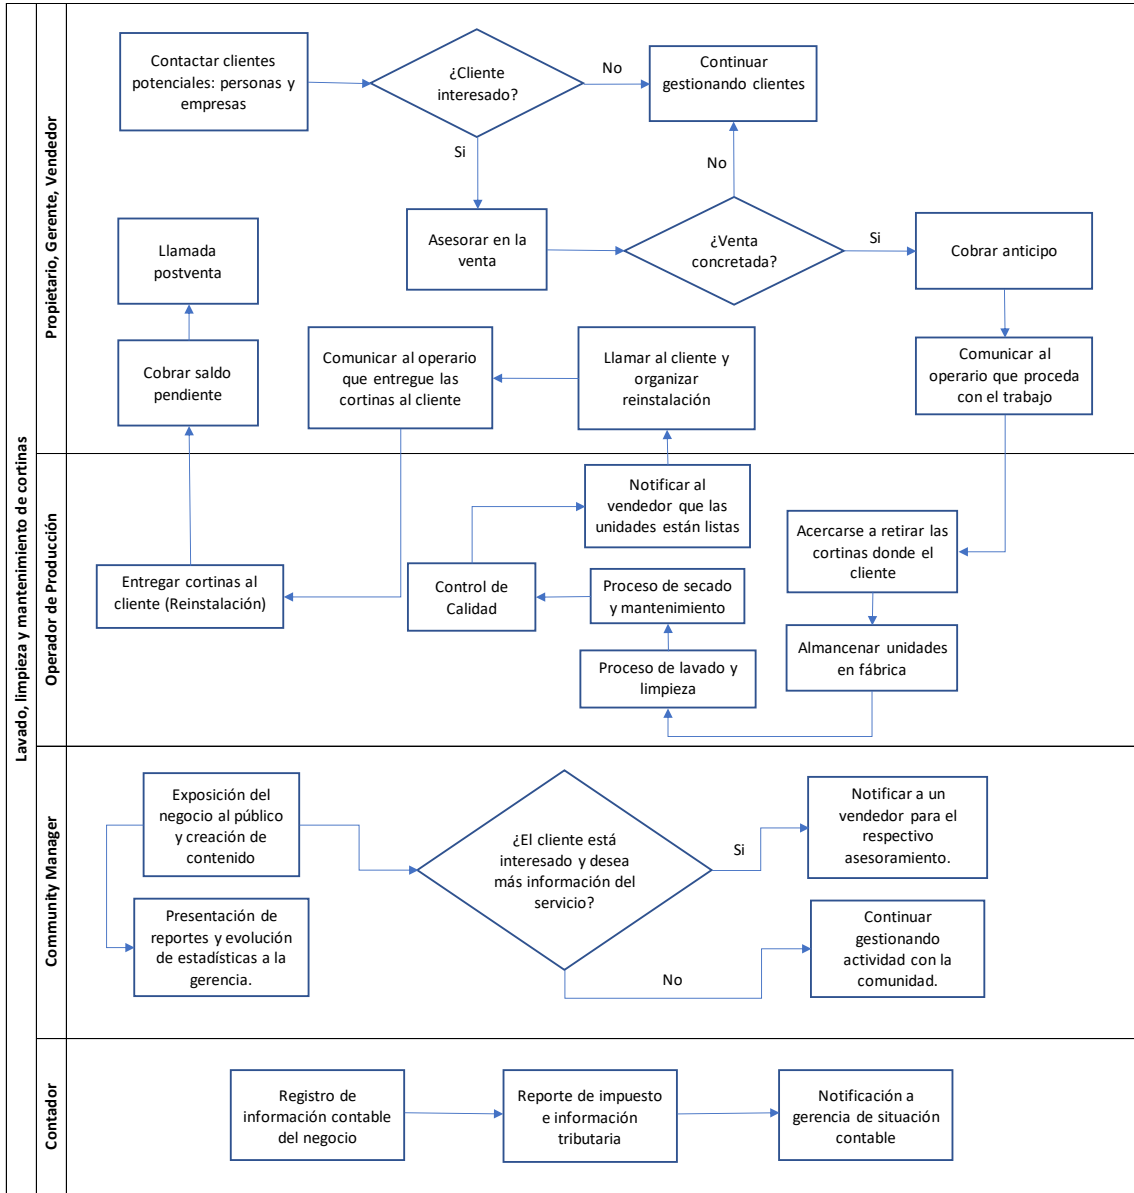 Lavado, limpieza y mantenimiento de cortinas
Propietario, Gerente, Vendedor
Contactar clientes
potenciales: personas y
empresas
¿Cliente
interesado?
No
Continuar
gestionando clientes
Si
No
Llamada
postventa
Asesorar en la
venta
¿Venta
concretada?
Si
Cobrar anticipo
Cobrar saldo
pendiente
Comunicar al operario
que entregue las
cortinas al cliente
Llamar al cliente y
organizar
reinstalación
Comunicar al
operario que proceda
con el trabajo
Operador de Producción
Notificar al
vendedor que las
unidades están listas
Acercarse a retirar las
cortinas donde el
cliente
Entregar cortinas al
cliente (Reinstalación)
Control de
Calidad
Proceso de secado
y mantenimiento
Proceso de lavado y
limpieza
Almancenar unidades
en fábrica
Community Manager
Exposición del
negocio al público
y creación de
contenido
¿El cliente está
interesado y desea
más información del
servicio?
Si
Notificar a un
vendedor para el
respectivo
asesoramiento.
Presentación de
reportes y evolución
de estadísticas a la
gerencia.
No
Continuar
gestionando
actividad con la
comunidad.
Contador
Registro de
información contable
del negocio
Reporte de impuesto
e información
tributaria
Notificación a
gerencia de situación
contable